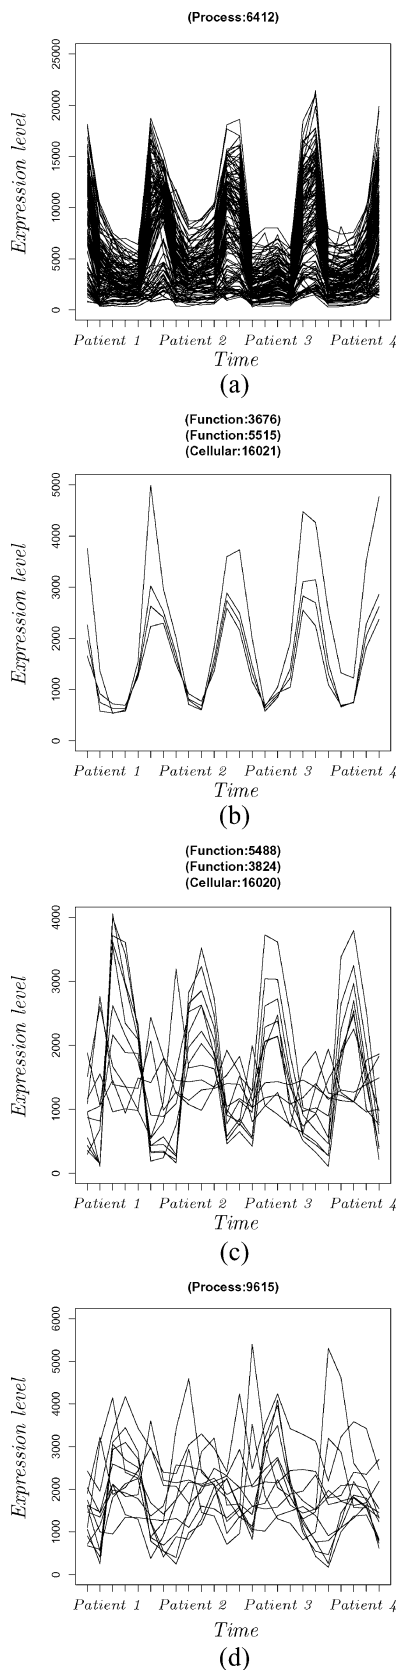 (Process:6412)
25000
20000
15000
10000
5000
0
Expression level
Patient 1 Patient 2 Patient 3 Patient 4
Time
(a)
(Function:3676)
(Function:5515)
(Cellular:16021)
5000
4000
3000
2000
1000
0
Expression level
Patient 1 Patient 2 Patient 3 Patient 4
Time
(b)
(Function:5488)
(Function:3824)
(Cellular:16020)
4000
3000
2000
1000
0
Expression level
Patient 1 Patient 2 Patient 3 Patient 4
Time
(c)
(Process:9615)
6000
5000
4000
3000
2000
1000
0
Expression level
Patient 1 Patient 2 Patient 3 Patient 4
Time
(d)